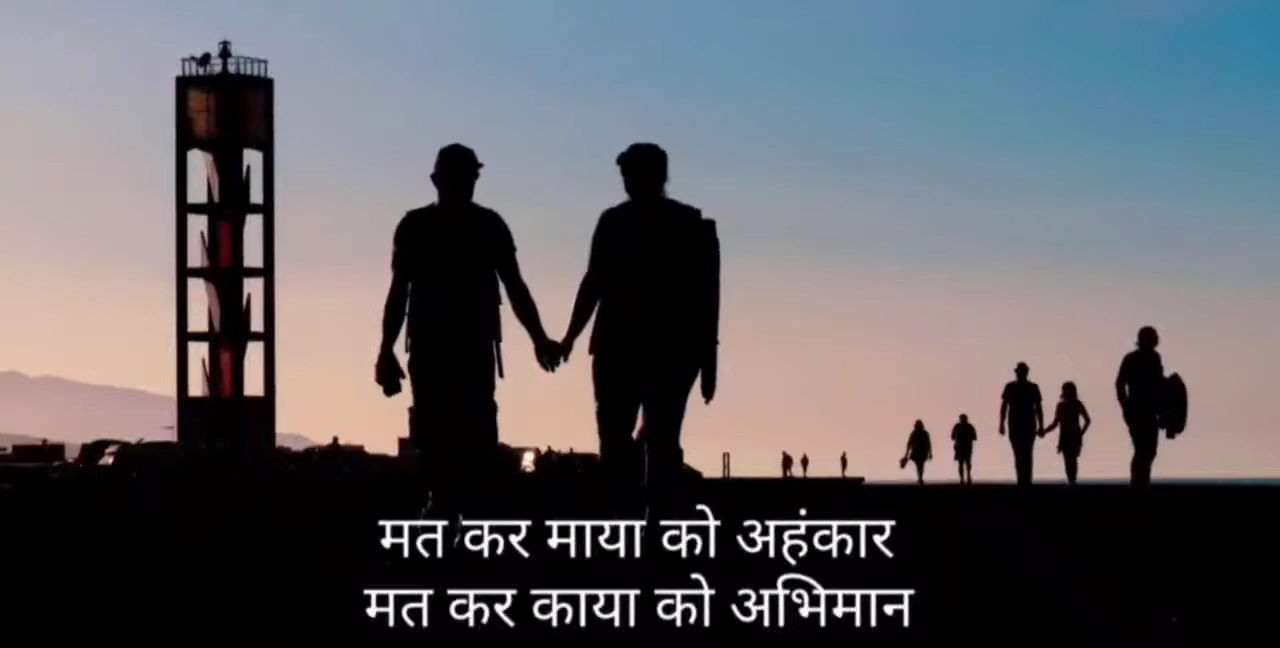 मत कर माया को अहंकार
मत कर काया को अभिमान